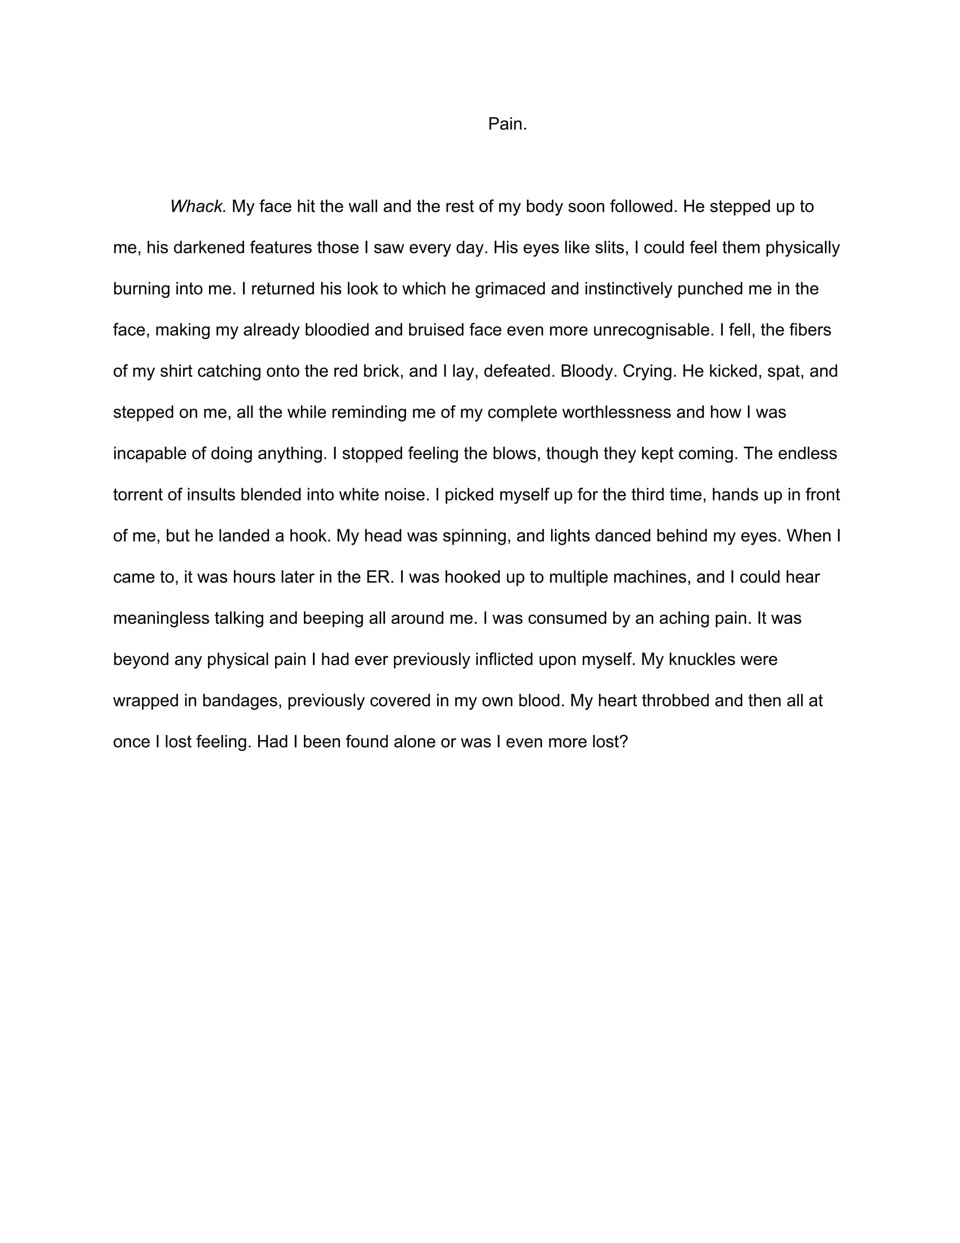 Pain.
Whack. My face hit the wall and the rest of my body soon followed. He stepped up to
me, his darkened features those I saw every day. His eyes like slits, I could feel them physically
burning into me. I returned his look to which he grimaced and instinctively punched me in the
face, making my already bloodied and bruised face even more unrecognisable. I fell, the fibers
of my shirt catching onto the red brick, and I lay, defeated. Bloody. Crying. He kicked, spat, and
stepped on me, all the while reminding me of my complete worthlessness and how I was
incapable of doing anything. I stopped feeling the blows, though they kept coming. The endless
torrent of insults blended into white noise. I picked myself up for the third time, hands up in front
of me, but he landed a hook. My head was spinning, and lights danced behind my eyes. When I
came to, it was hours later in the ER. I was hooked up to multiple machines, and I could hear
meaningless talking and beeping all around me. I was consumed by an aching pain. It was
beyond any physical pain I had ever previously inflicted upon myself. My knuckles were
wrapped in bandages, previously covered in my own blood. My heart throbbed and then all at
once I lost feeling. Had I been found alone or was I even more lost?